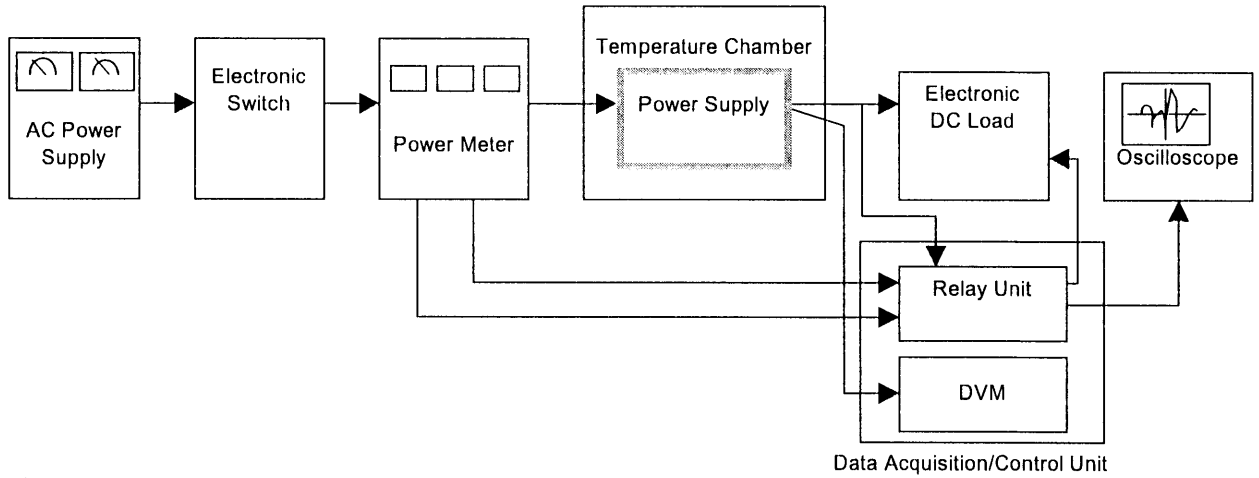 AC Power
Supply
Electronic
Switch
Power Meter
Temperature Chamber
Power Supply
Electronic
DC Load
Oscilloscope
Relay Unit
DVM
Data Acquisition/Control Unit